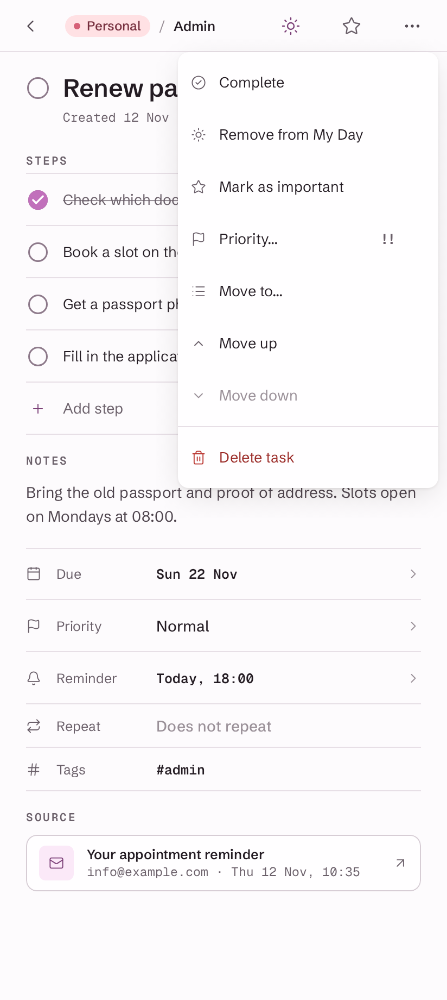 Personal / Admin
Renew pa
Created 12 Nov
STEPS
Check which doc
Book a slot on th
Get a passport ph
Fill in the applica
Add step
Complete
Remove from My Day
Mark as important
Priority... !!
Move to...
Move up
Move down
Delete task
NOTES
Bring the old passport and proof of address. Slots open
on Mondays at 08:00.
Due Sun 22 Nov
Priority Normal
Reminder Today, 18:00
Repeat Does not repeat
Tags #admin
SOURCE
Your appointment reminder
info@example.com · Thu 12 Nov, 10:35